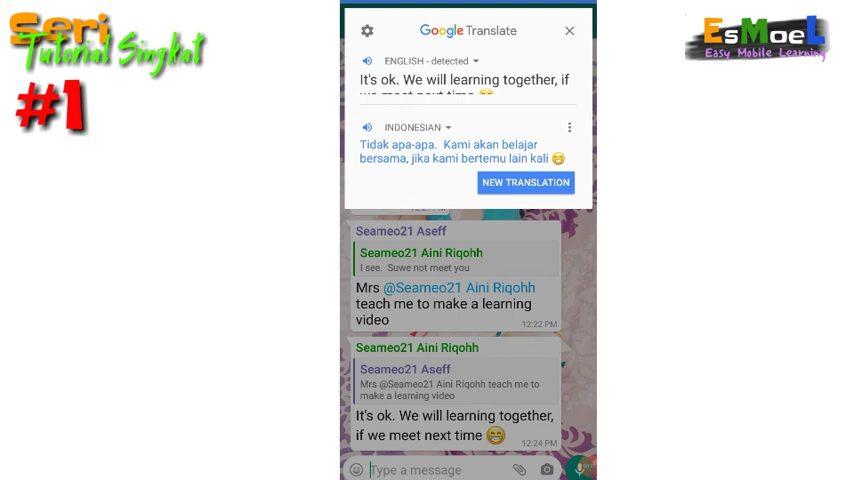 Seri
Tutorial Singkat
#1
EsMoeL
Easy Mobile Learning
Google Translate
ENGLISH - detected
It's ok. We will learning together, if
we meet next time 😁
INDONESIAN
Tidak apa-apa. Kami akan belajar
bersama, jika kami bertemu lain kali 😁
NEW TRANSLATION
Seameo21 Aseff
Seameo21 Aini Riqohh
I see. Suwe not meet you
Mrs @Seameo21 Aini Riqohh
teach me to make a learning
video
12:22 PM
Seameo21 Aini Riqohh
Seameo21 Aseff
Mrs @Seameo21 Aini Riqohh teach me to
make a learning video
It's ok. We will learning together,
if we meet next time 😁
12:24 PM
Type a message